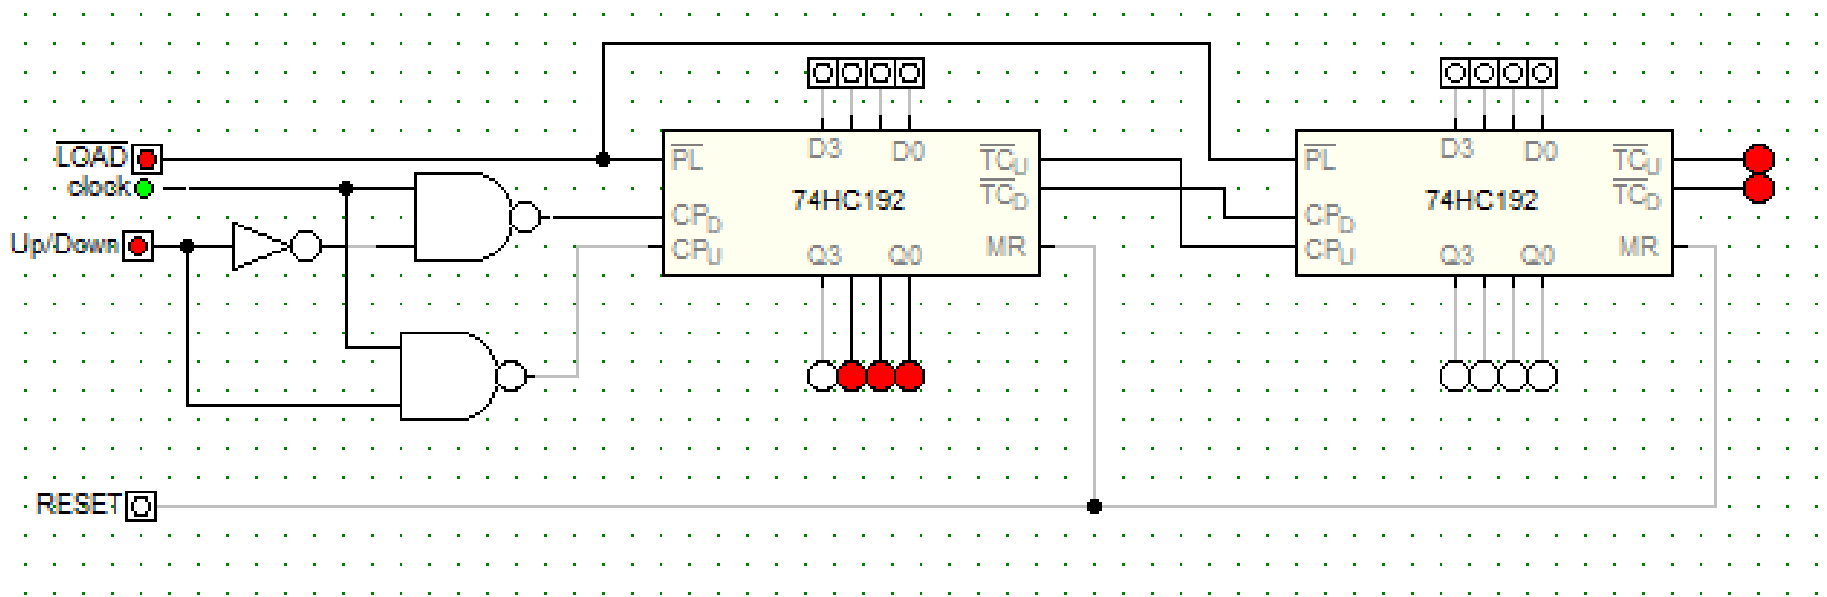 LOAD
clock
Up/Down
RESET
PL
D3
D0
TCU
TCD
74HC192
CPD
CPU
Q3
Q0
MR
PL
D3
D0
TCU
TCD
74HC192
CPD
CPU
Q3
Q0
MR